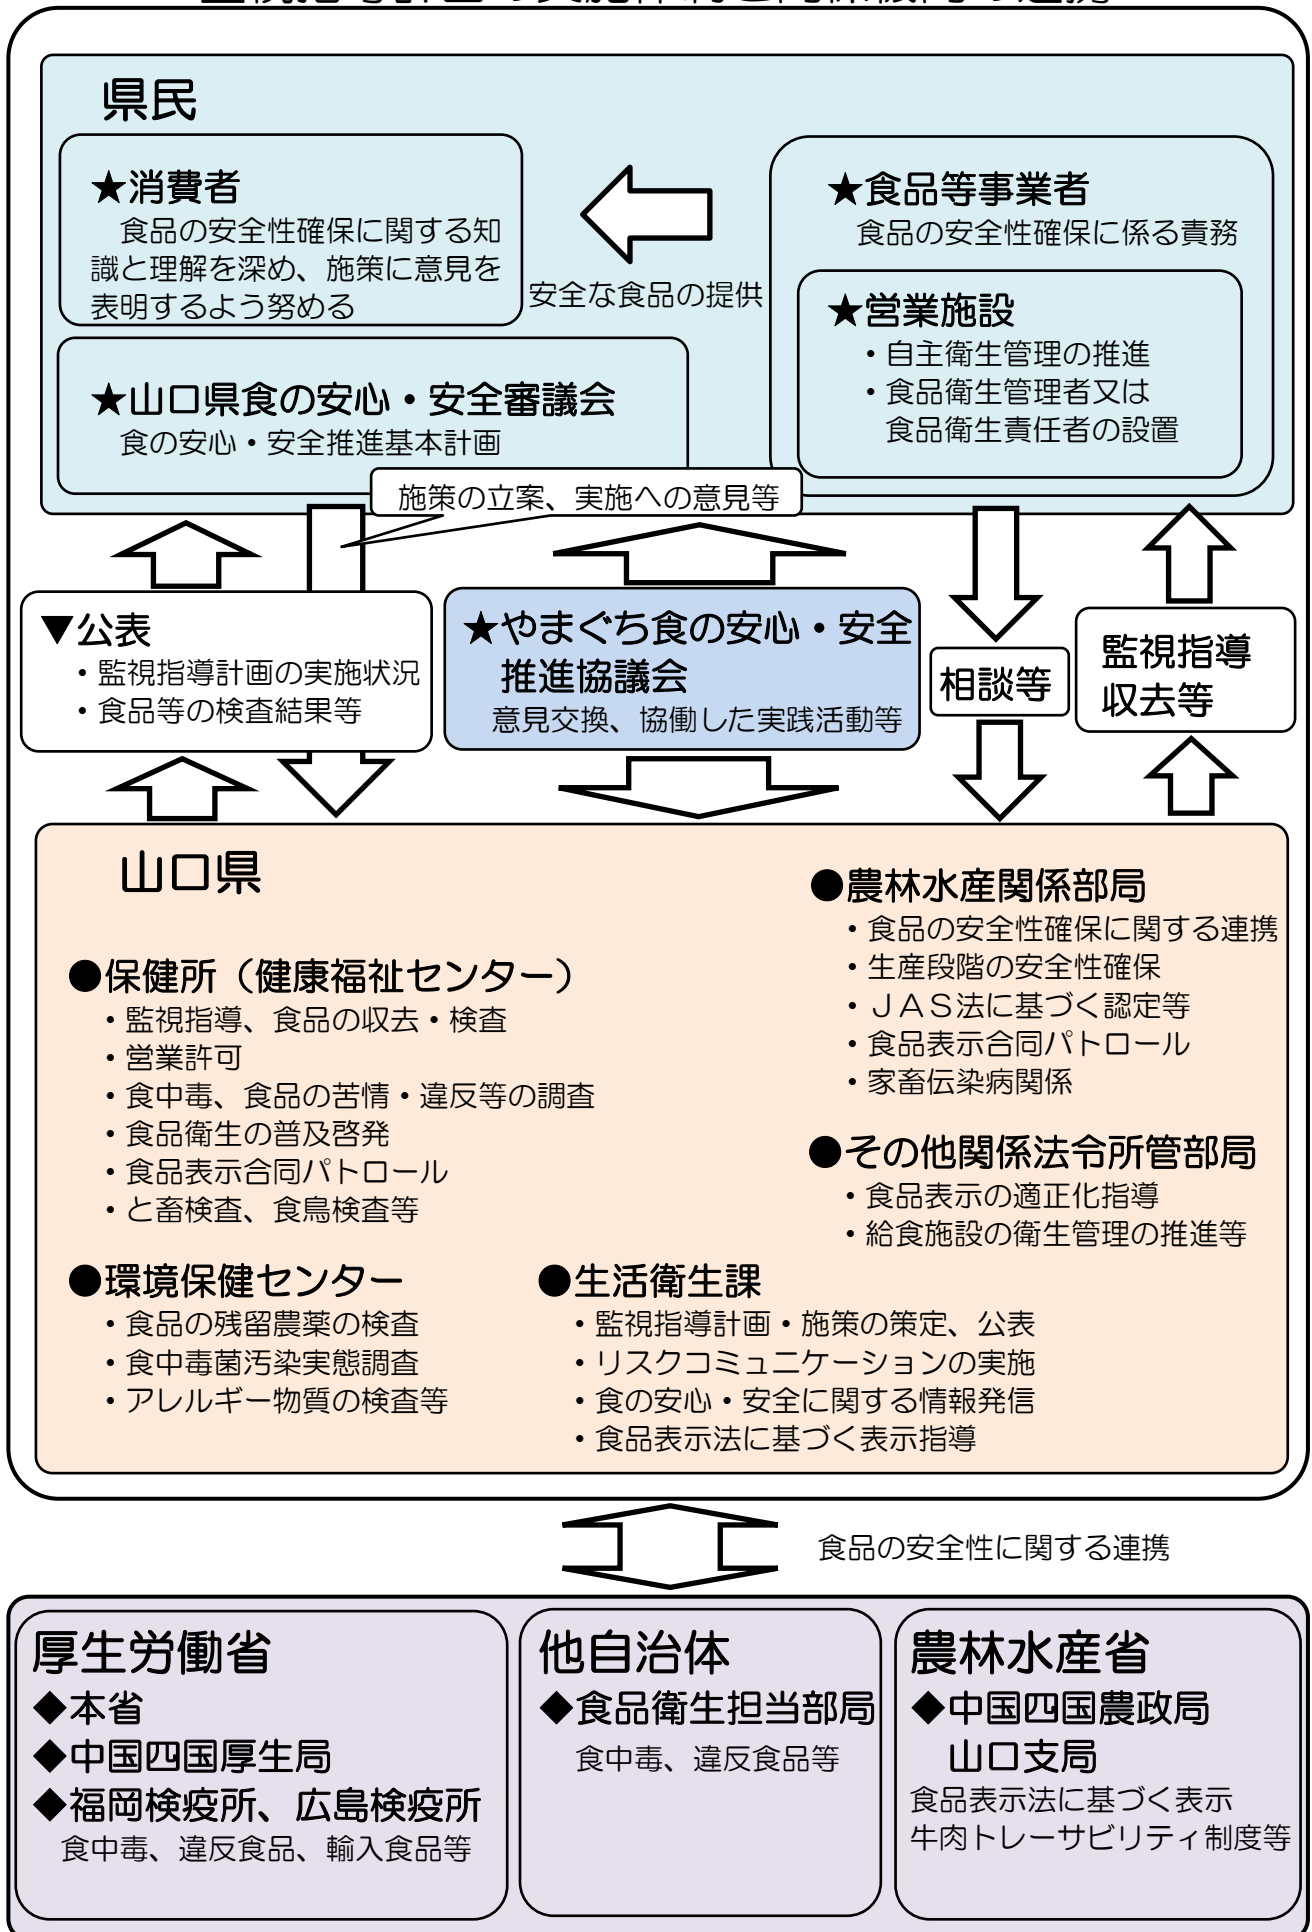 県民
★消費者
食品の安全性確保に関する知
識と理解を深め、施策に意見を
表明するよう努める
安全な食品の提供
★食品等事業者
食品の安全性確保に係る責務
★営業施設
・自主衛生管理の推進
・食品衛生管理者又は
食品衛生責任者の設置
★山口県食の安心・安全審議会
食の安心・安全推進基本計画
施策の立案、実施への意見等
▼公表
・監視指導計画の実施状況
・食品等の検査結果等
★やまぐち食の安心・安全
推進協議会
意見交換、協働した実践活動等
相談等
監視指導
収去等
山口県
●保健所（健康福祉センター）
・監視指導、食品の収去・検査
・営業許可
・食中毒、食品の苦情・違反等の調査
・食品衛生の普及啓発
・食品表示合同パトロール
・と畜検査、食鳥検査等
●農林水産関係部局
・食品の安全性確保に関する連携
・生産段階の安全性確保
・ＪＡＳ法に基づく認定等
・食品表示合同パトロール
・家畜伝染病関係
●その他関係法令所管部局
・食品表示の適正化指導
・給食施設の衛生管理の推進等
●環境保健センター
・食品の残留農薬の検査
・食中毒菌汚染実態調査
・アレルギー物質の検査等
●生活衛生課
・監視指導計画・施策の策定、公表
・リスクコミュニケーションの実施
・食の安心・安全に関する情報発信
・食品表示法に基づく表示指導
食品の安全性に関する連携
厚生労働省
◆本省
◆中国四国厚生局
◆福岡検疫所、広島検疫所
食中毒、違反食品、輸入食品等
他自治体
◆食品衛生担当部局
食中毒、違反食品等
農林水産省
◆中国四国農政局
山口支局
食品表示法に基づく表示
牛肉トレーサビリティ制度等